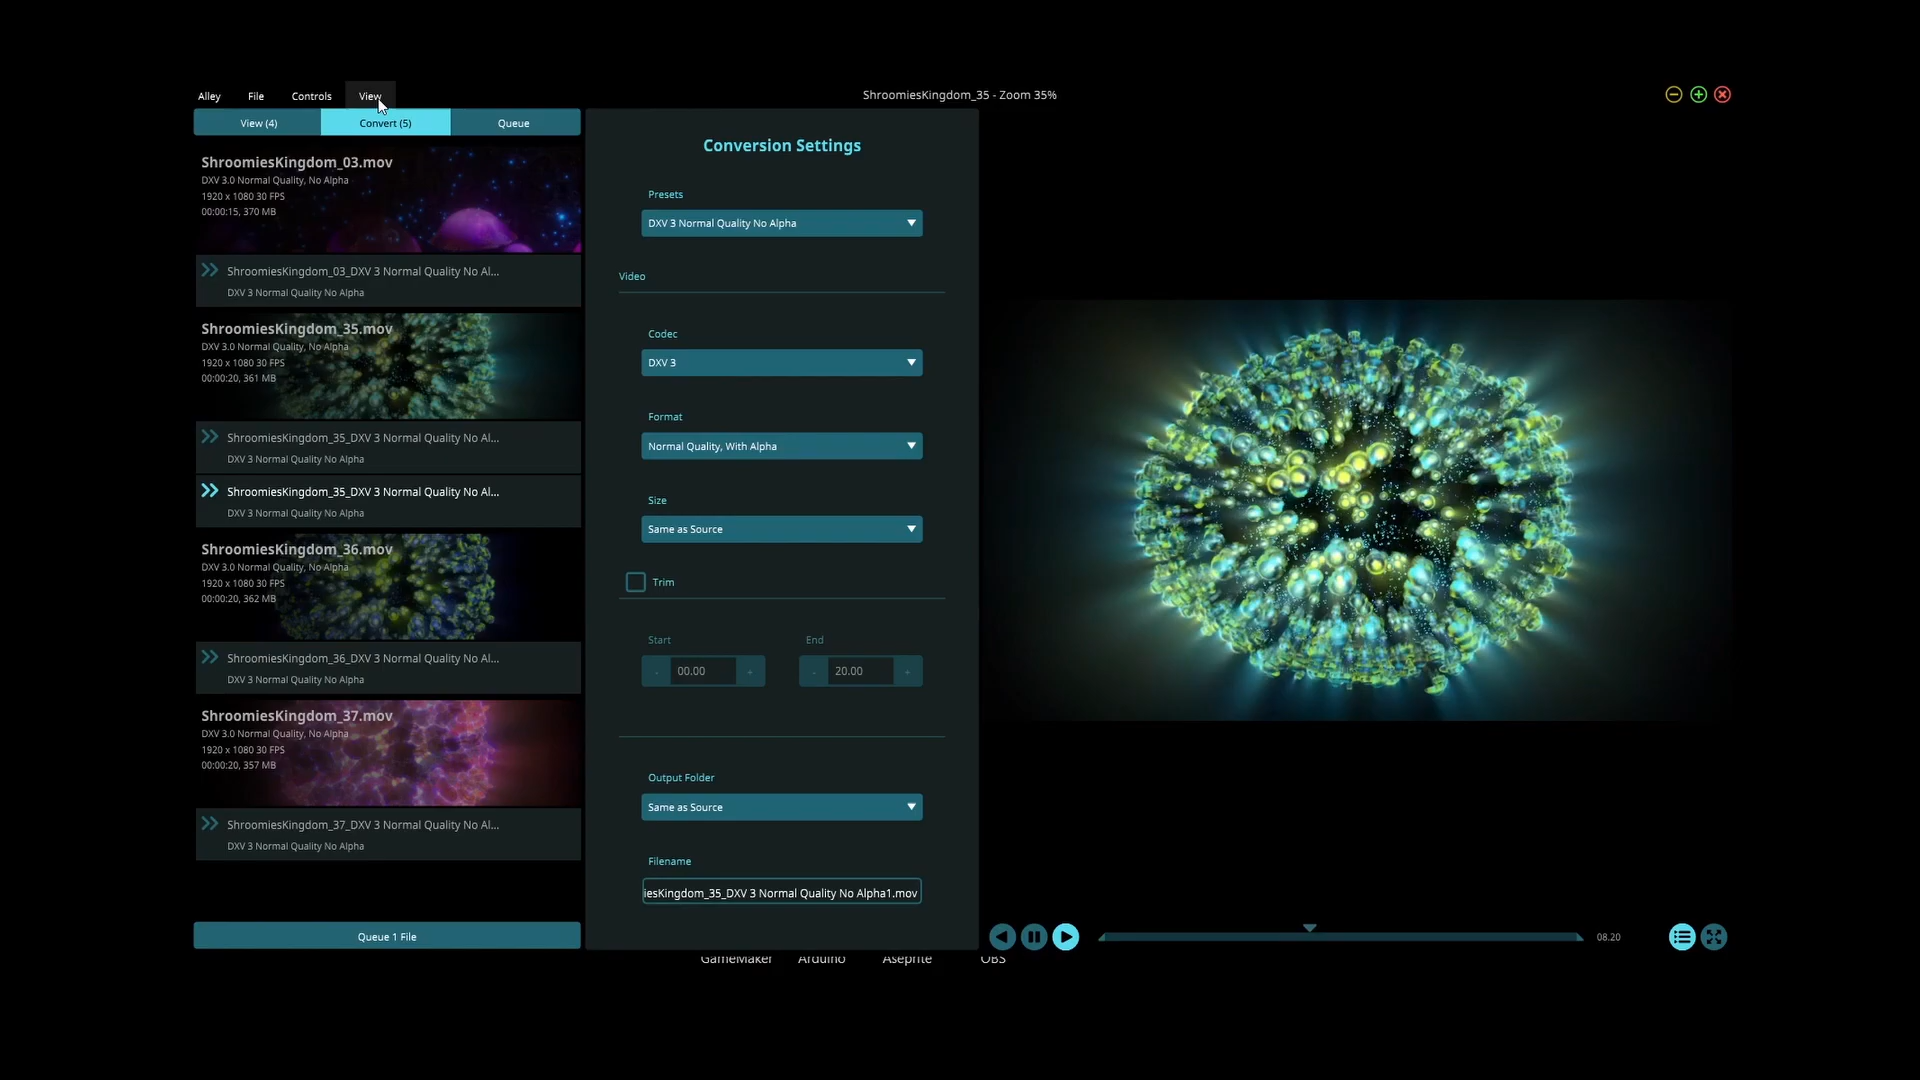 Alley File Controls View
ShroomiesKingdom_35 - Zoom 35%
View (4) Convert (5) Queue
ShroomiesKingdom_03.mov
DXV 3.0 Normal Quality, No Alpha
1920 x 1080 30 FPS
00:00:15, 370 MB
ShroomiesKingdom_03_DXV 3 Normal Quality No Al...
DXV 3 Normal Quality No Alpha
ShroomiesKingdom_35.mov
DXV 3.0 Normal Quality, No Alpha
1920 x 1080 30 FPS
00:00:20, 361 MB
ShroomiesKingdom_35_DXV 3 Normal Quality No Al...
DXV 3 Normal Quality No Alpha
ShroomiesKingdom_35_DXV 3 Normal Quality No Al...
DXV 3 Normal Quality No Alpha
ShroomiesKingdom_36.mov
DXV 3.0 Normal Quality, No Alpha
1920 x 1080 30 FPS
00:00:20, 362 MB
ShroomiesKingdom_36_DXV 3 Normal Quality No Al...
DXV 3 Normal Quality No Alpha
ShroomiesKingdom_37.mov
DXV 3.0 Normal Quality, No Alpha
1920 x 1080 30 FPS
00:00:20, 357 MB
ShroomiesKingdom_37_DXV 3 Normal Quality No Al...
DXV 3 Normal Quality No Alpha
Queue 1 File
Conversion Settings
Presets
DXV 3 Normal Quality No Alpha
Video
Codec
DXV 3
Format
Normal Quality, With Alpha
Size
Same as Source
Trim
Start End
- 00.00 + - 20.00 +
Output Folder
Same as Source
Filename
iesKingdom_35_DXV 3 Normal Quality No Alpha1.mov
08.20
GameMaker Arduino Aseprite OBS